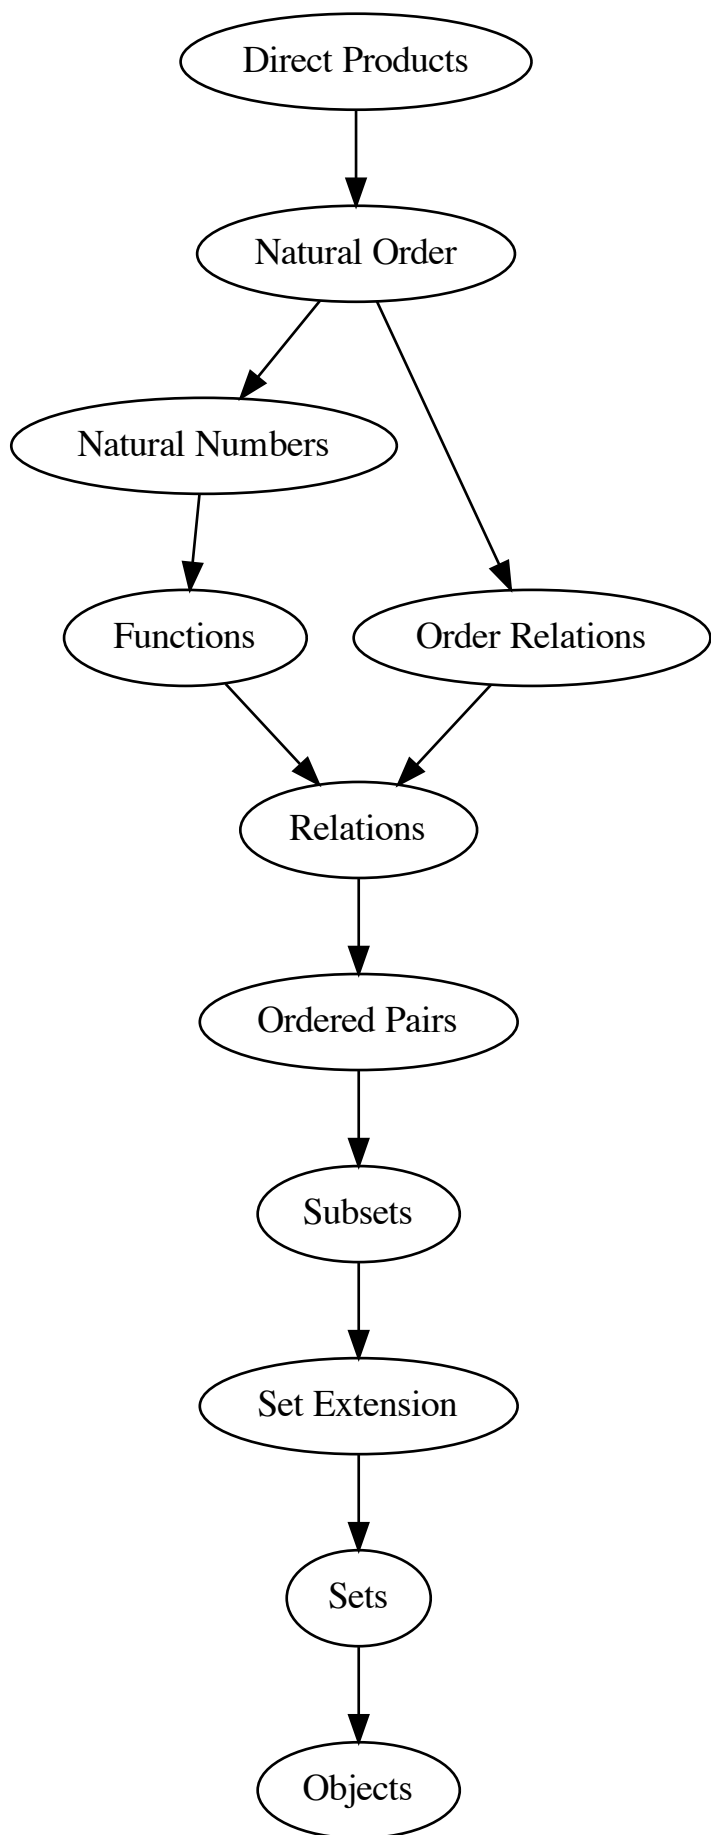 Direct Products
Natural Order
Natural Numbers
Functions
Order Relations
Relations
Ordered Pairs
Subsets
Set Extension
Sets
Objects